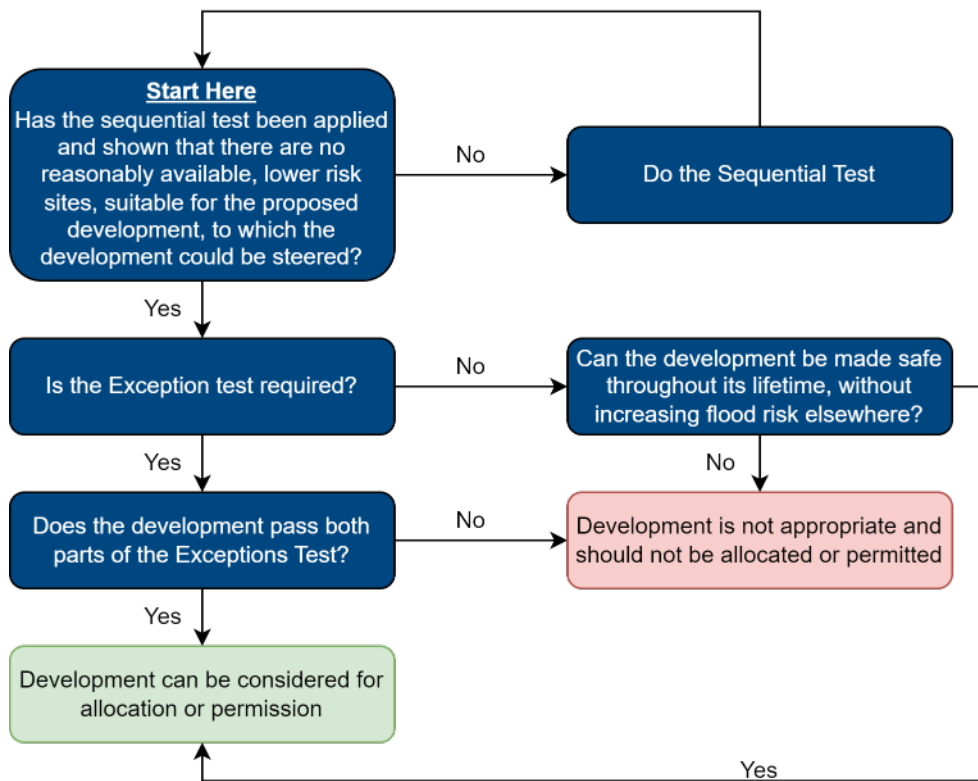 Start Here
Has the sequential test been applied
and shown that there are no
reasonably available, lower risk
sites, suitable for the proposed
development, to which the
development could be steered?
No
Do the Sequential Test
Yes
Is the Exception test required?
No
Can the development be made safe
throughout its lifetime, without
increasing flood risk elsewhere?
Yes
No
Does the development pass both
parts of the Exceptions Test?
No
Development is not appropriate and
should not be allocated or permitted
Yes
Development can be considered for
allocation or permission
Yes